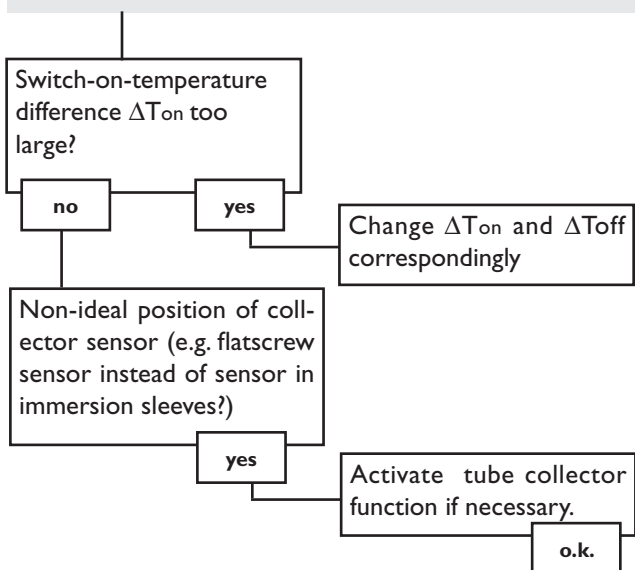 Switch-on-temperature
difference ΔTon too
large?
no
yes
Change ΔTon and ΔToff
correspondingly
Non-ideal position of coll-
ector sensor (e.g. flatscrew
sensor instead of sensor in
immersion sleeves?)
yes
Activate tube collector
function if necessary.
o.k.